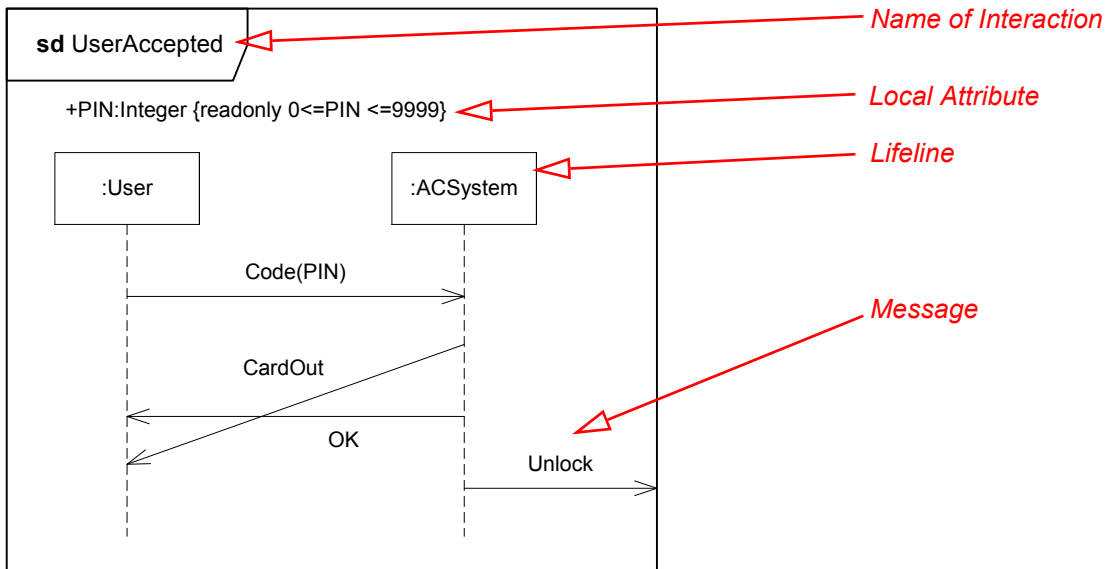 sd UserAccepted
Name of Interaction
+PIN:Integer {readonly 0<=PIN <=9999}
Local Attribute
Lifeline
:User
:ACSystem
Code(PIN)
Message
CardOut
OK
Unlock